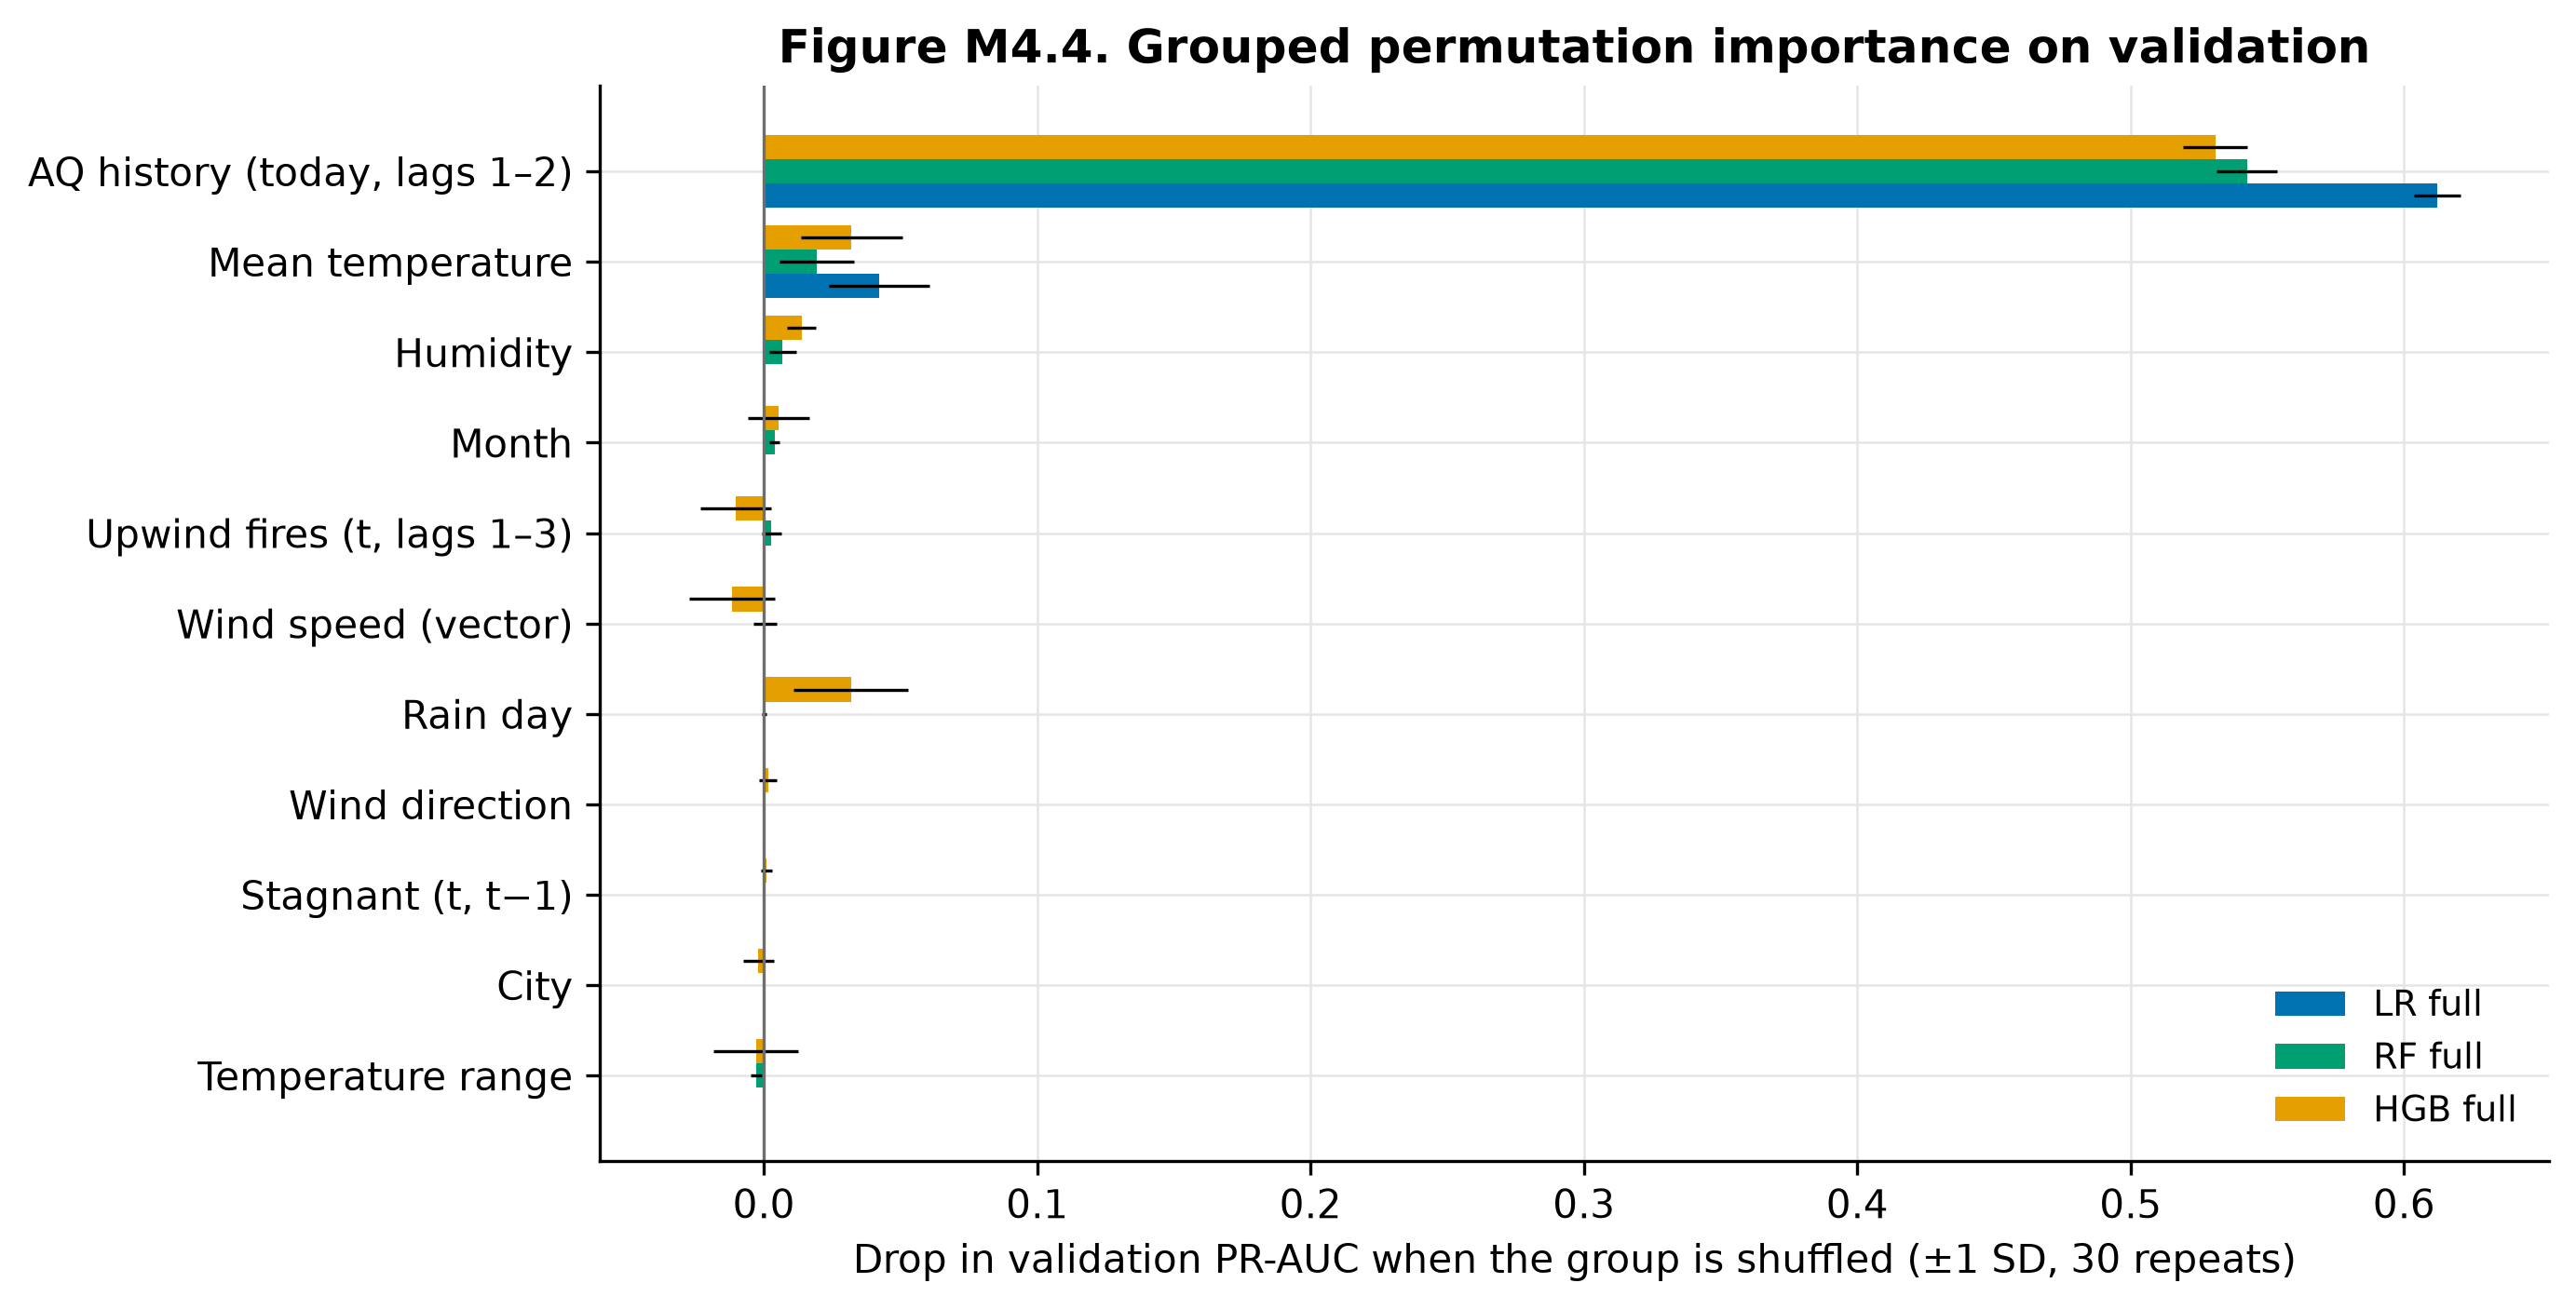 Figure M4.4. Grouped permutation importance on validation
AQ history (today, lags 1–2)
Mean temperature
Humidity
Month
Upwind fires (t, lags 1–3)
Wind speed (vector)
Rain day
Wind direction
Stagnant (t, t−1)
City
Temperature range
LR full
RF full
HGB full
0.0 0.1 0.2 0.3 0.4 0.5 0.6
Drop in validation PR-AUC when the group is shuffled (±1 SD, 30 repeats)